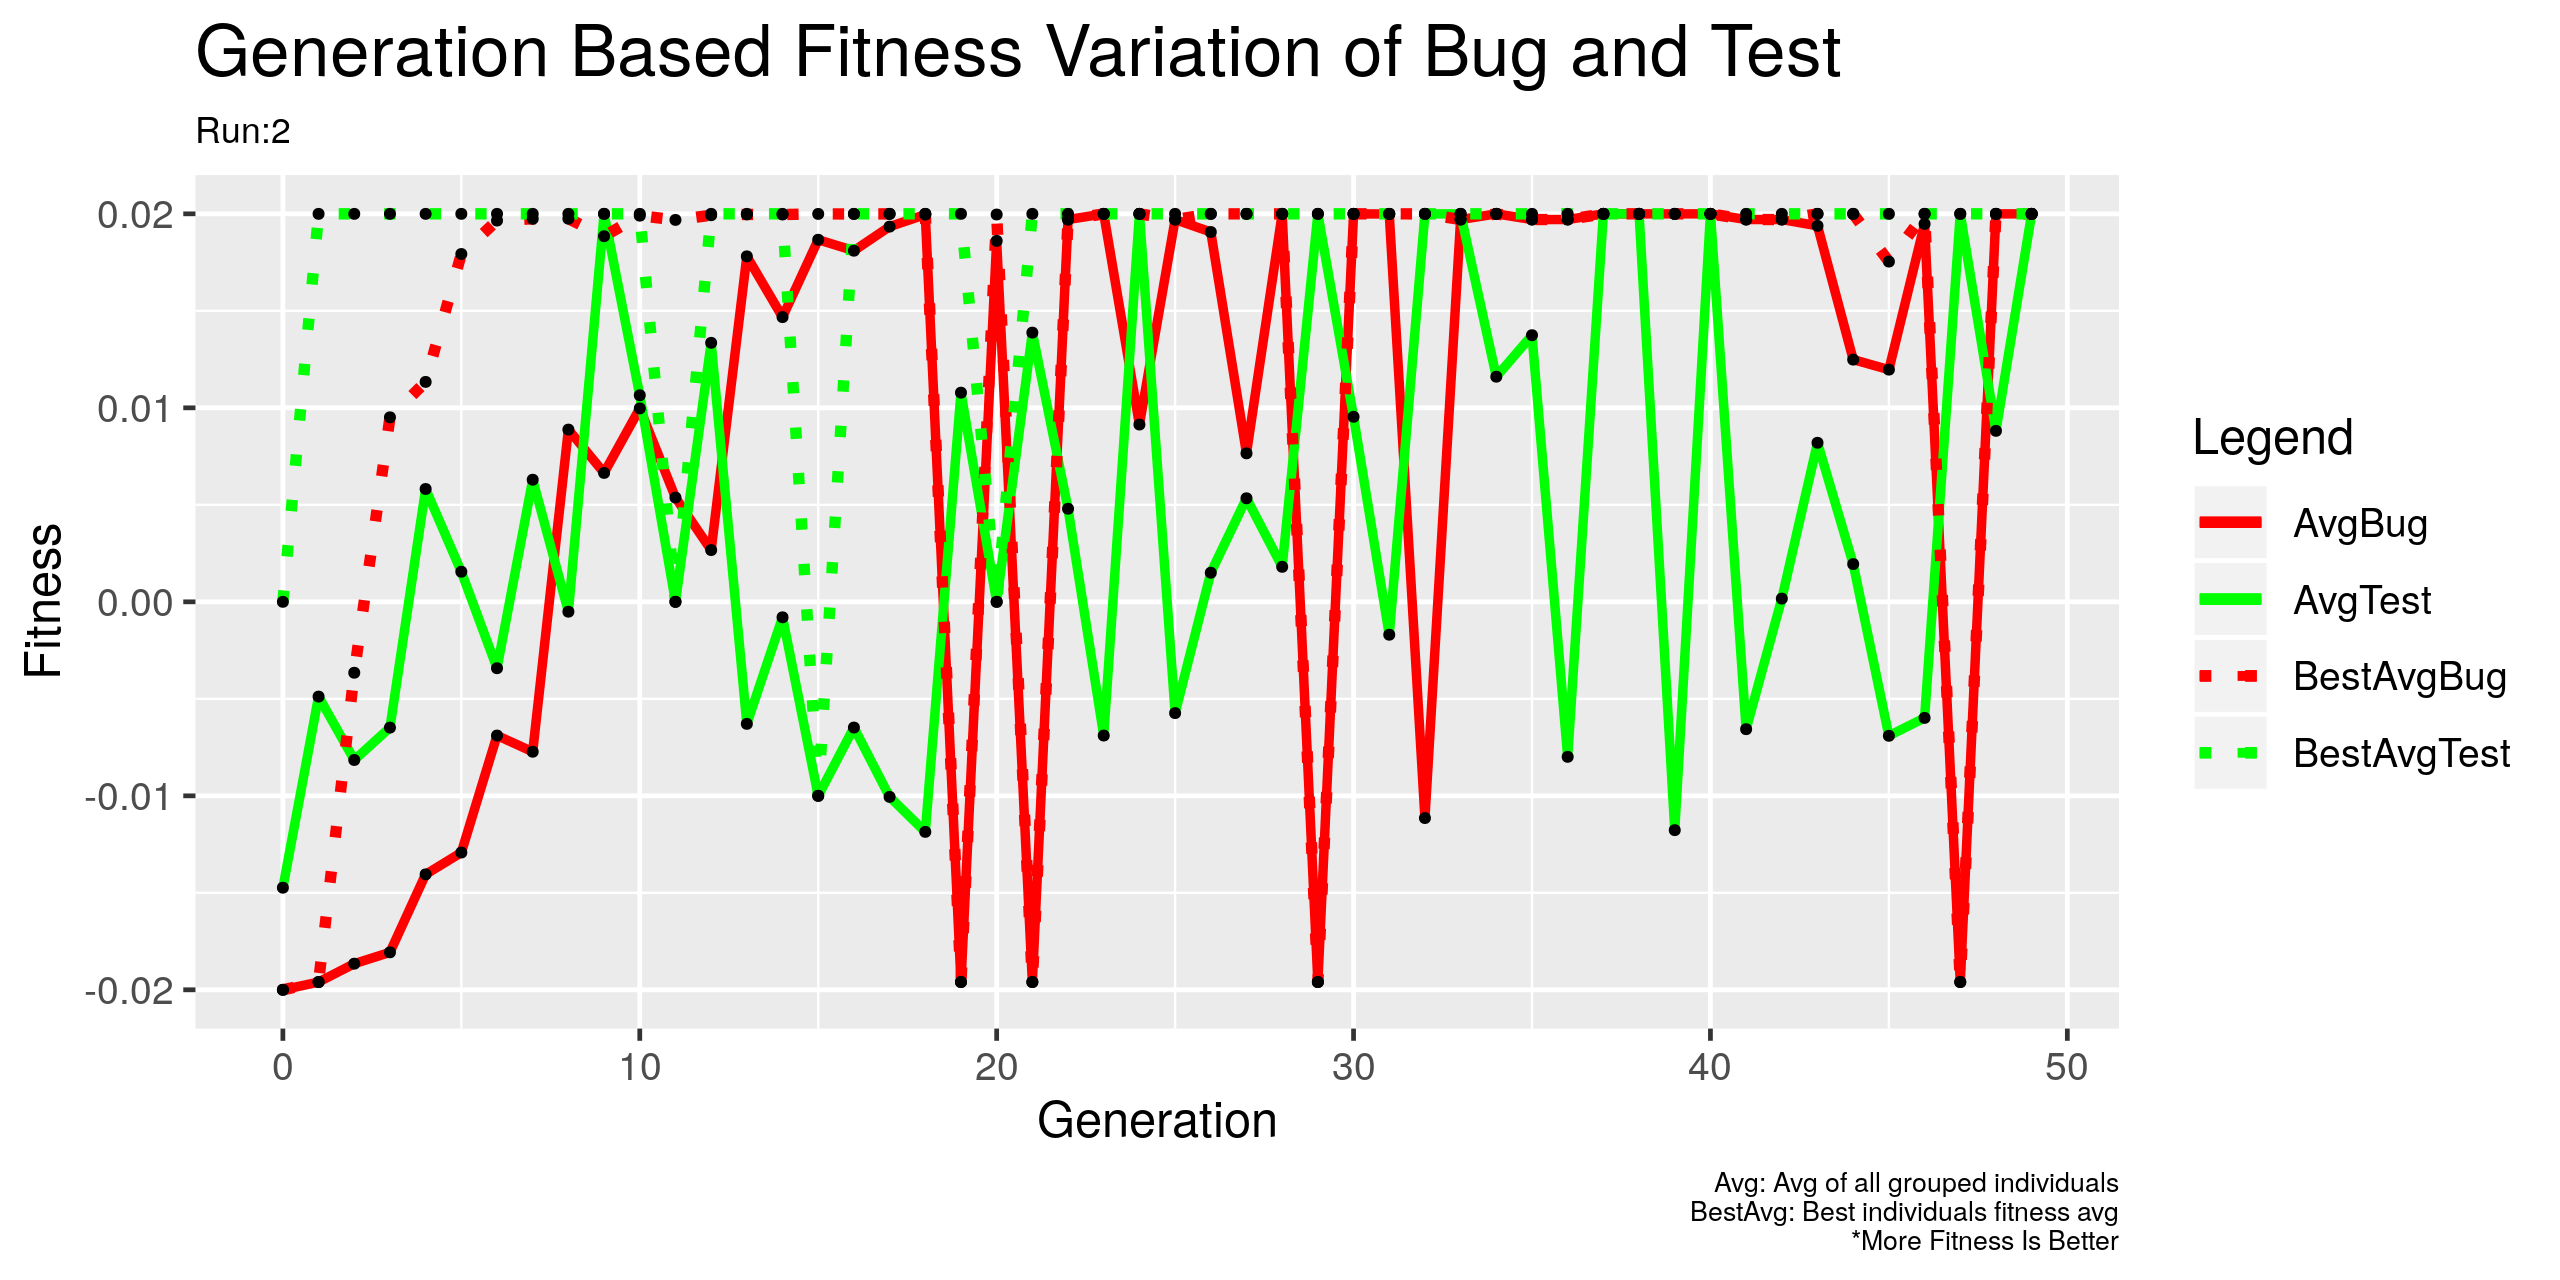 Generation Based Fitness Variation of Bug and Test
Run:2
Fitness
0.02
0.01
0.00
-0.01
-0.02
0 10 20 30 40 50
Generation
Legend
AvgBug
AvgTest
BestAvgBug
BestAvgTest
Avg: Avg of all grouped individuals
BestAvg: Best individuals fitness avg
*More Fitness Is Better